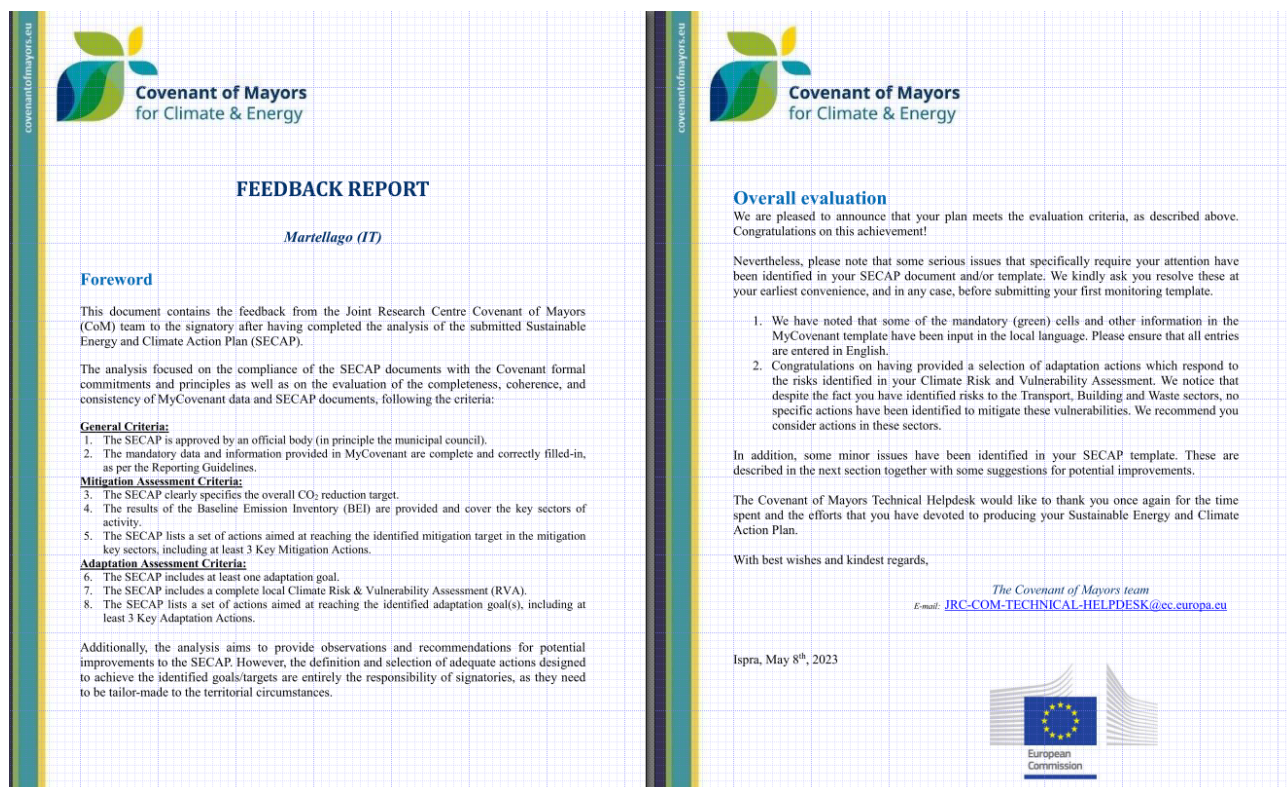 covenantofmayors.eu
Covenant of Mayors
for Climate & Energy
FEEDBACK REPORT
Martellago (IT)
Foreword
This document contains the feedback from the Joint Research Centre Covenant of Mayors
(CoM) team to the signatory after having completed the analysis of the submitted Sustainable
Energy and Climate Action Plan (SECAP).
The analysis focused on the compliance of the SECAP documents with the Covenant formal
commitments and principles as well as on the evaluation of the completeness, coherence, and
consistency of MyCovenant data and SECAP documents, following the criteria:
General Criteria:
1. The SECAP is approved by an official body (in principle the municipal council).
2. The mandatory data and information provided in MyCovenant are complete and correctly filled-in,
as per the Reporting Guidelines.
Mitigation Assessment Criteria:
3. The SECAP clearly specifies the overall CO₂ reduction target.
4. The results of the Baseline Emission Inventory (BEI) are provided and cover the key sectors of
activity.
5. The SECAP lists a set of actions aimed at reaching the identified mitigation target in the mitigation
key sectors, including at least 3 Key Mitigation Actions.
Adaptation Assessment Criteria:
6. The SECAP includes at least one adaptation goal.
7. The SECAP includes a complete local Climate Risk & Vulnerability Assessment (RVA).
8. The SECAP lists a set of actions aimed at reaching the identified adaptation goal(s), including at
least 3 Key Adaptation Actions.
Additionally, the analysis aims to provide observations and recommendations for potential
improvements to the SECAP. However, the definition and selection of adequate actions designed
to achieve the identified goals/targets are entirely the responsibility of signatories, as they need
to be tailor-made to the territorial circumstances.
covenantofmayors.eu
Covenant of Mayors
for Climate & Energy
Overall evaluation
We are pleased to announce that your plan meets the evaluation criteria, as described above.
Congratulations on this achievement!
Nevertheless, please note that some serious issues that specifically require your attention have
been identified in your SECAP document and/or template. We kindly ask you resolve these at
your earliest convenience, and in any case, before submitting your first monitoring template.
1. We have noted that some of the mandatory (green) cells and other information in the
MyCovenant template have been input in the local language. Please ensure that all entries
are entered in English.
2. Congratulations on having provided a selection of adaptation actions which respond to
the risks identified in your Climate Risk and Vulnerability Assessment. We notice that
despite the fact you have identified risks to the Transport, Building and Waste sectors, no
specific actions have been identified to mitigate these vulnerabilities. We recommend you
consider actions in these sectors.
In addition, some minor issues have been identified in your SECAP template. These are
described in the next section together with some suggestions for potential improvements.
The Covenant of Mayors Technical Helpdesk would like to thank you once again for the time
spent and the efforts that you have devoted to producing your Sustainable Energy and Climate
Action Plan.
With best wishes and kindest regards,
The Covenant of Mayors team
E-mail: JRC-COM-TECHNICAL-HELPDESK@ec.europa.eu
Ispra, May 8th, 2023
European
Commission